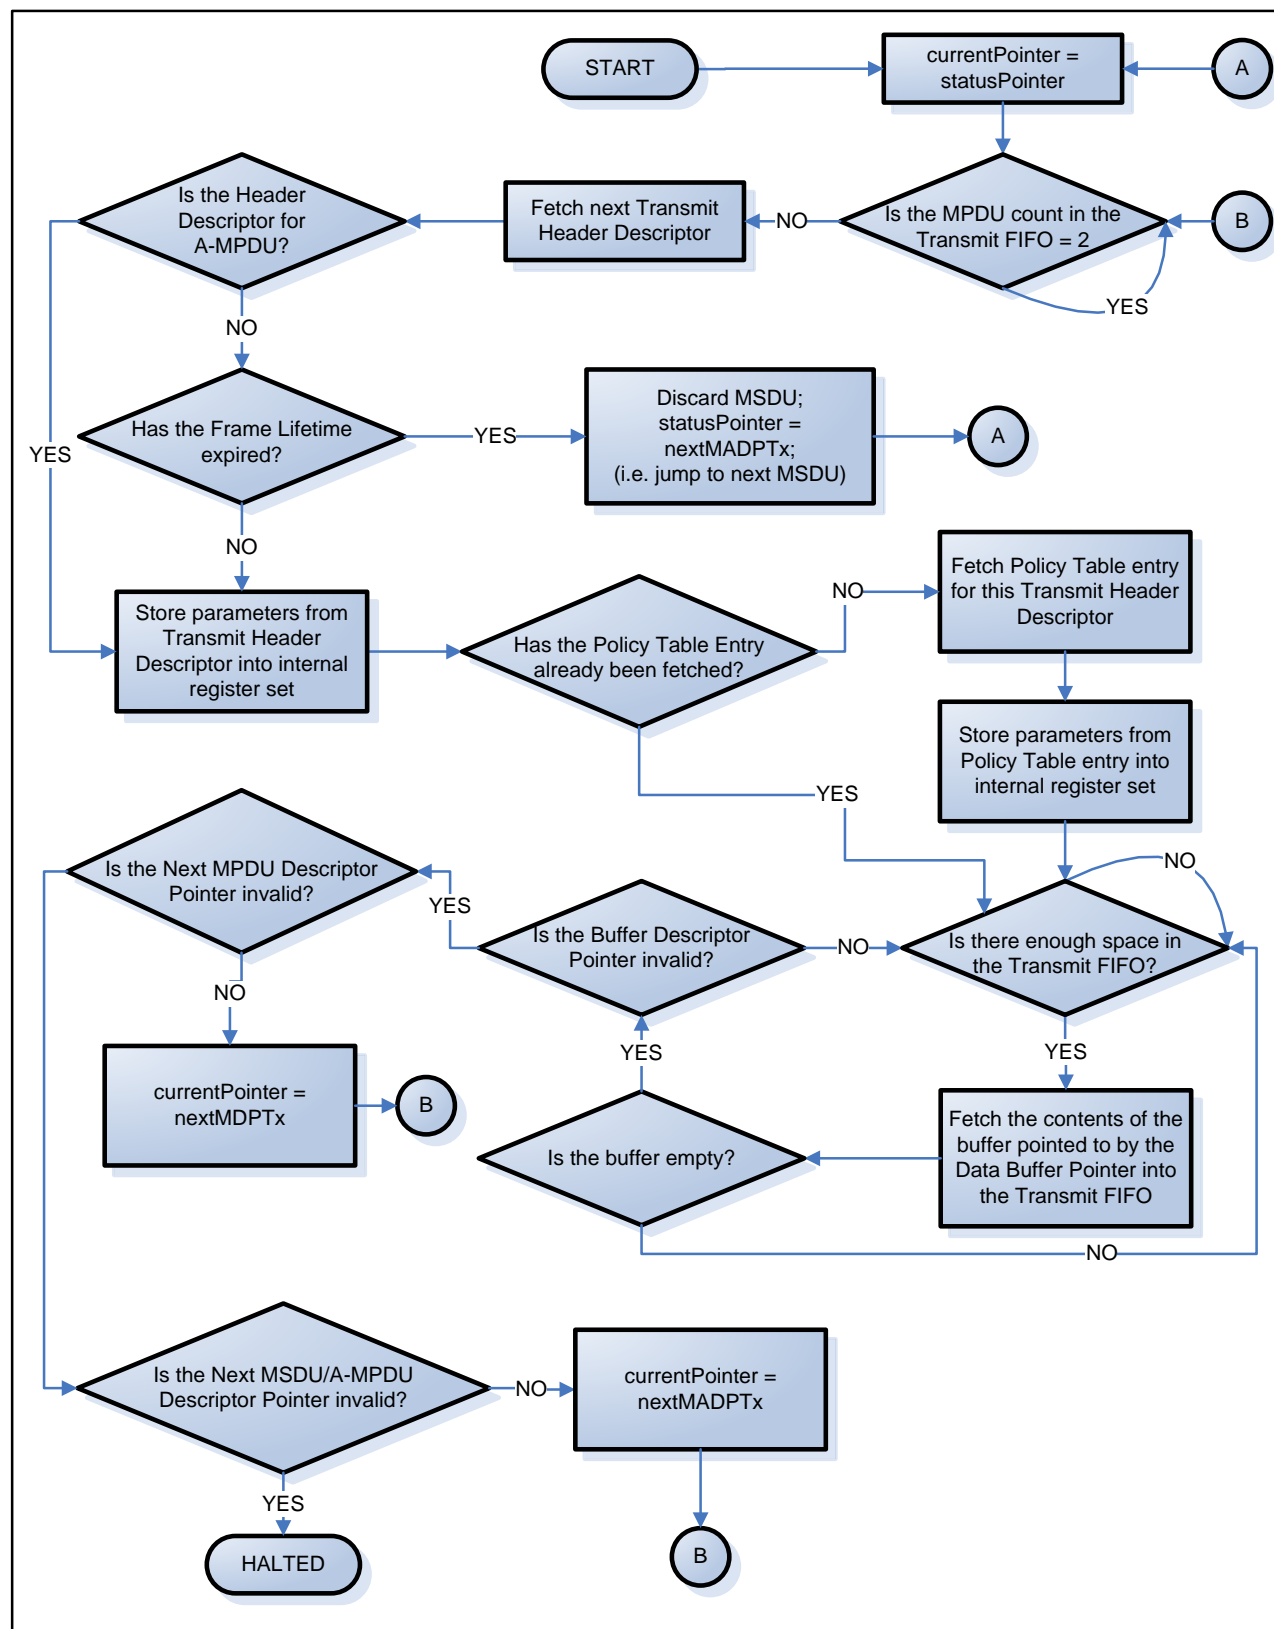 START
currentPointer =
statusPointer
A
Is the MPDU count in the
Transmit FIFO = 2
B
YES
NO
Fetch next Transmit
Header Descriptor
Is the Header
Descriptor for
A-MPDU?
NO
YES
Has the Frame Lifetime
expired?
YES
Discard MSDU;
statusPointer =
nextMADPTx;
(i.e. jump to next MSDU)
A
NO
Store parameters from
Transmit Header
Descriptor into internal
register set
Has the Policy Table Entry
already been fetched?
NO
Fetch Policy Table entry
for this Transmit Header
Descriptor
Store parameters from
Policy Table entry into
internal register set
YES
NO
Is there enough space in
the Transmit FIFO?
YES
Fetch the contents of the
buffer pointed to by the
Data Buffer Pointer into
the Transmit FIFO
Is the buffer empty?
NO
YES
Is the Buffer Descriptor
Pointer invalid?
NO
YES
Is the Next MPDU Descriptor
Pointer invalid?
NO
currentPointer =
nextMDPTx
B
Is the Next MSDU/A-MPDU
Descriptor Pointer invalid?
NO
currentPointer =
nextMADPTx
B
YES
HALTED